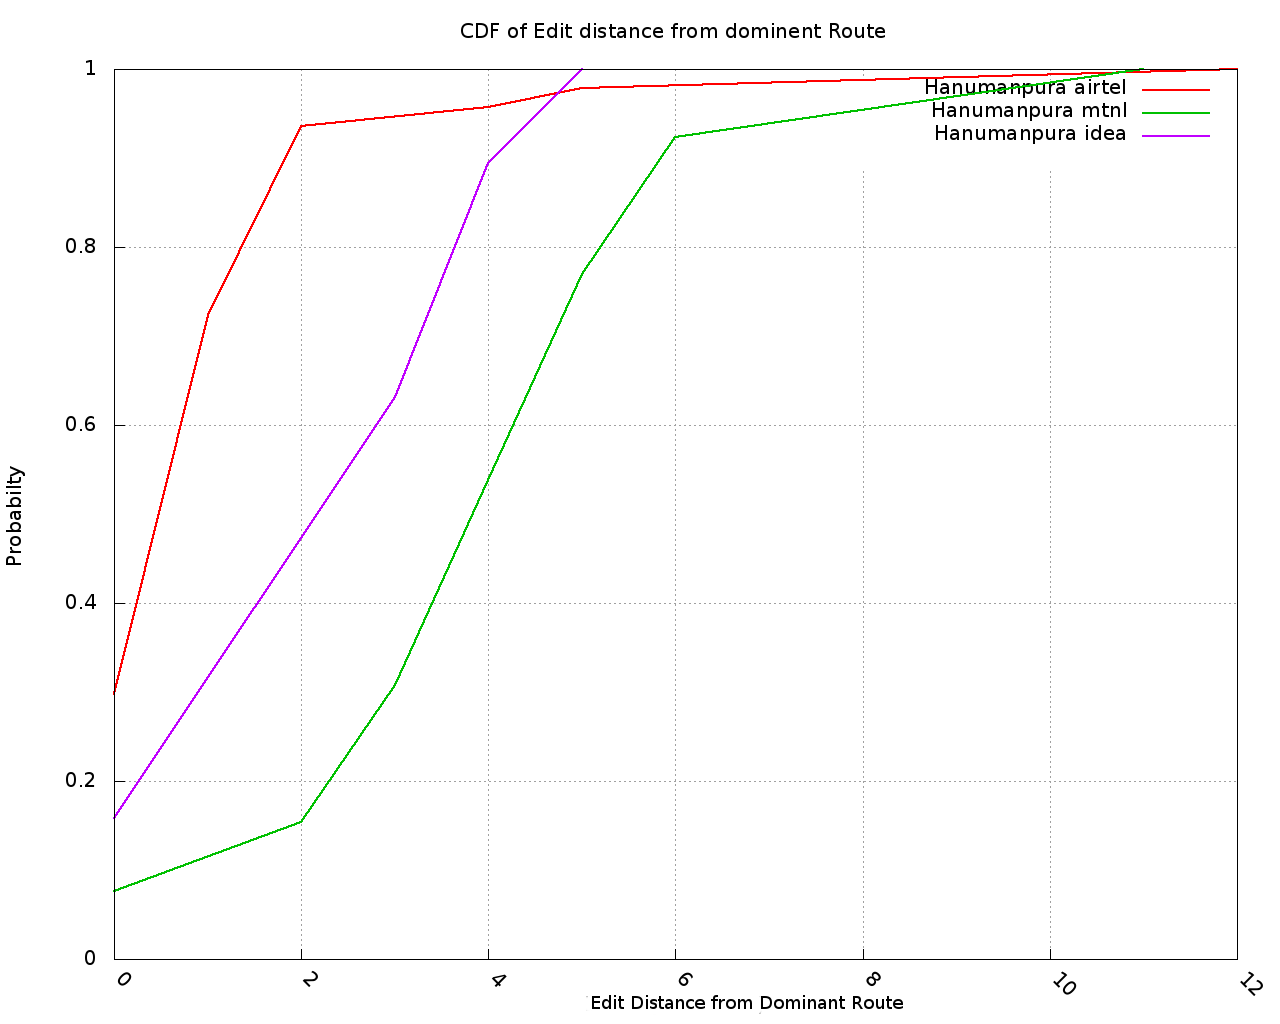 CDF of Edit distance from dominent Route
Hanumanpura airtel
Hanumanpura mtnl
Hanumanpura idea
1
0.8
0.6
0.4
0.2
0
Probabilty
0 2 4 6 8 10 12
Edit Distance from Dominant Route